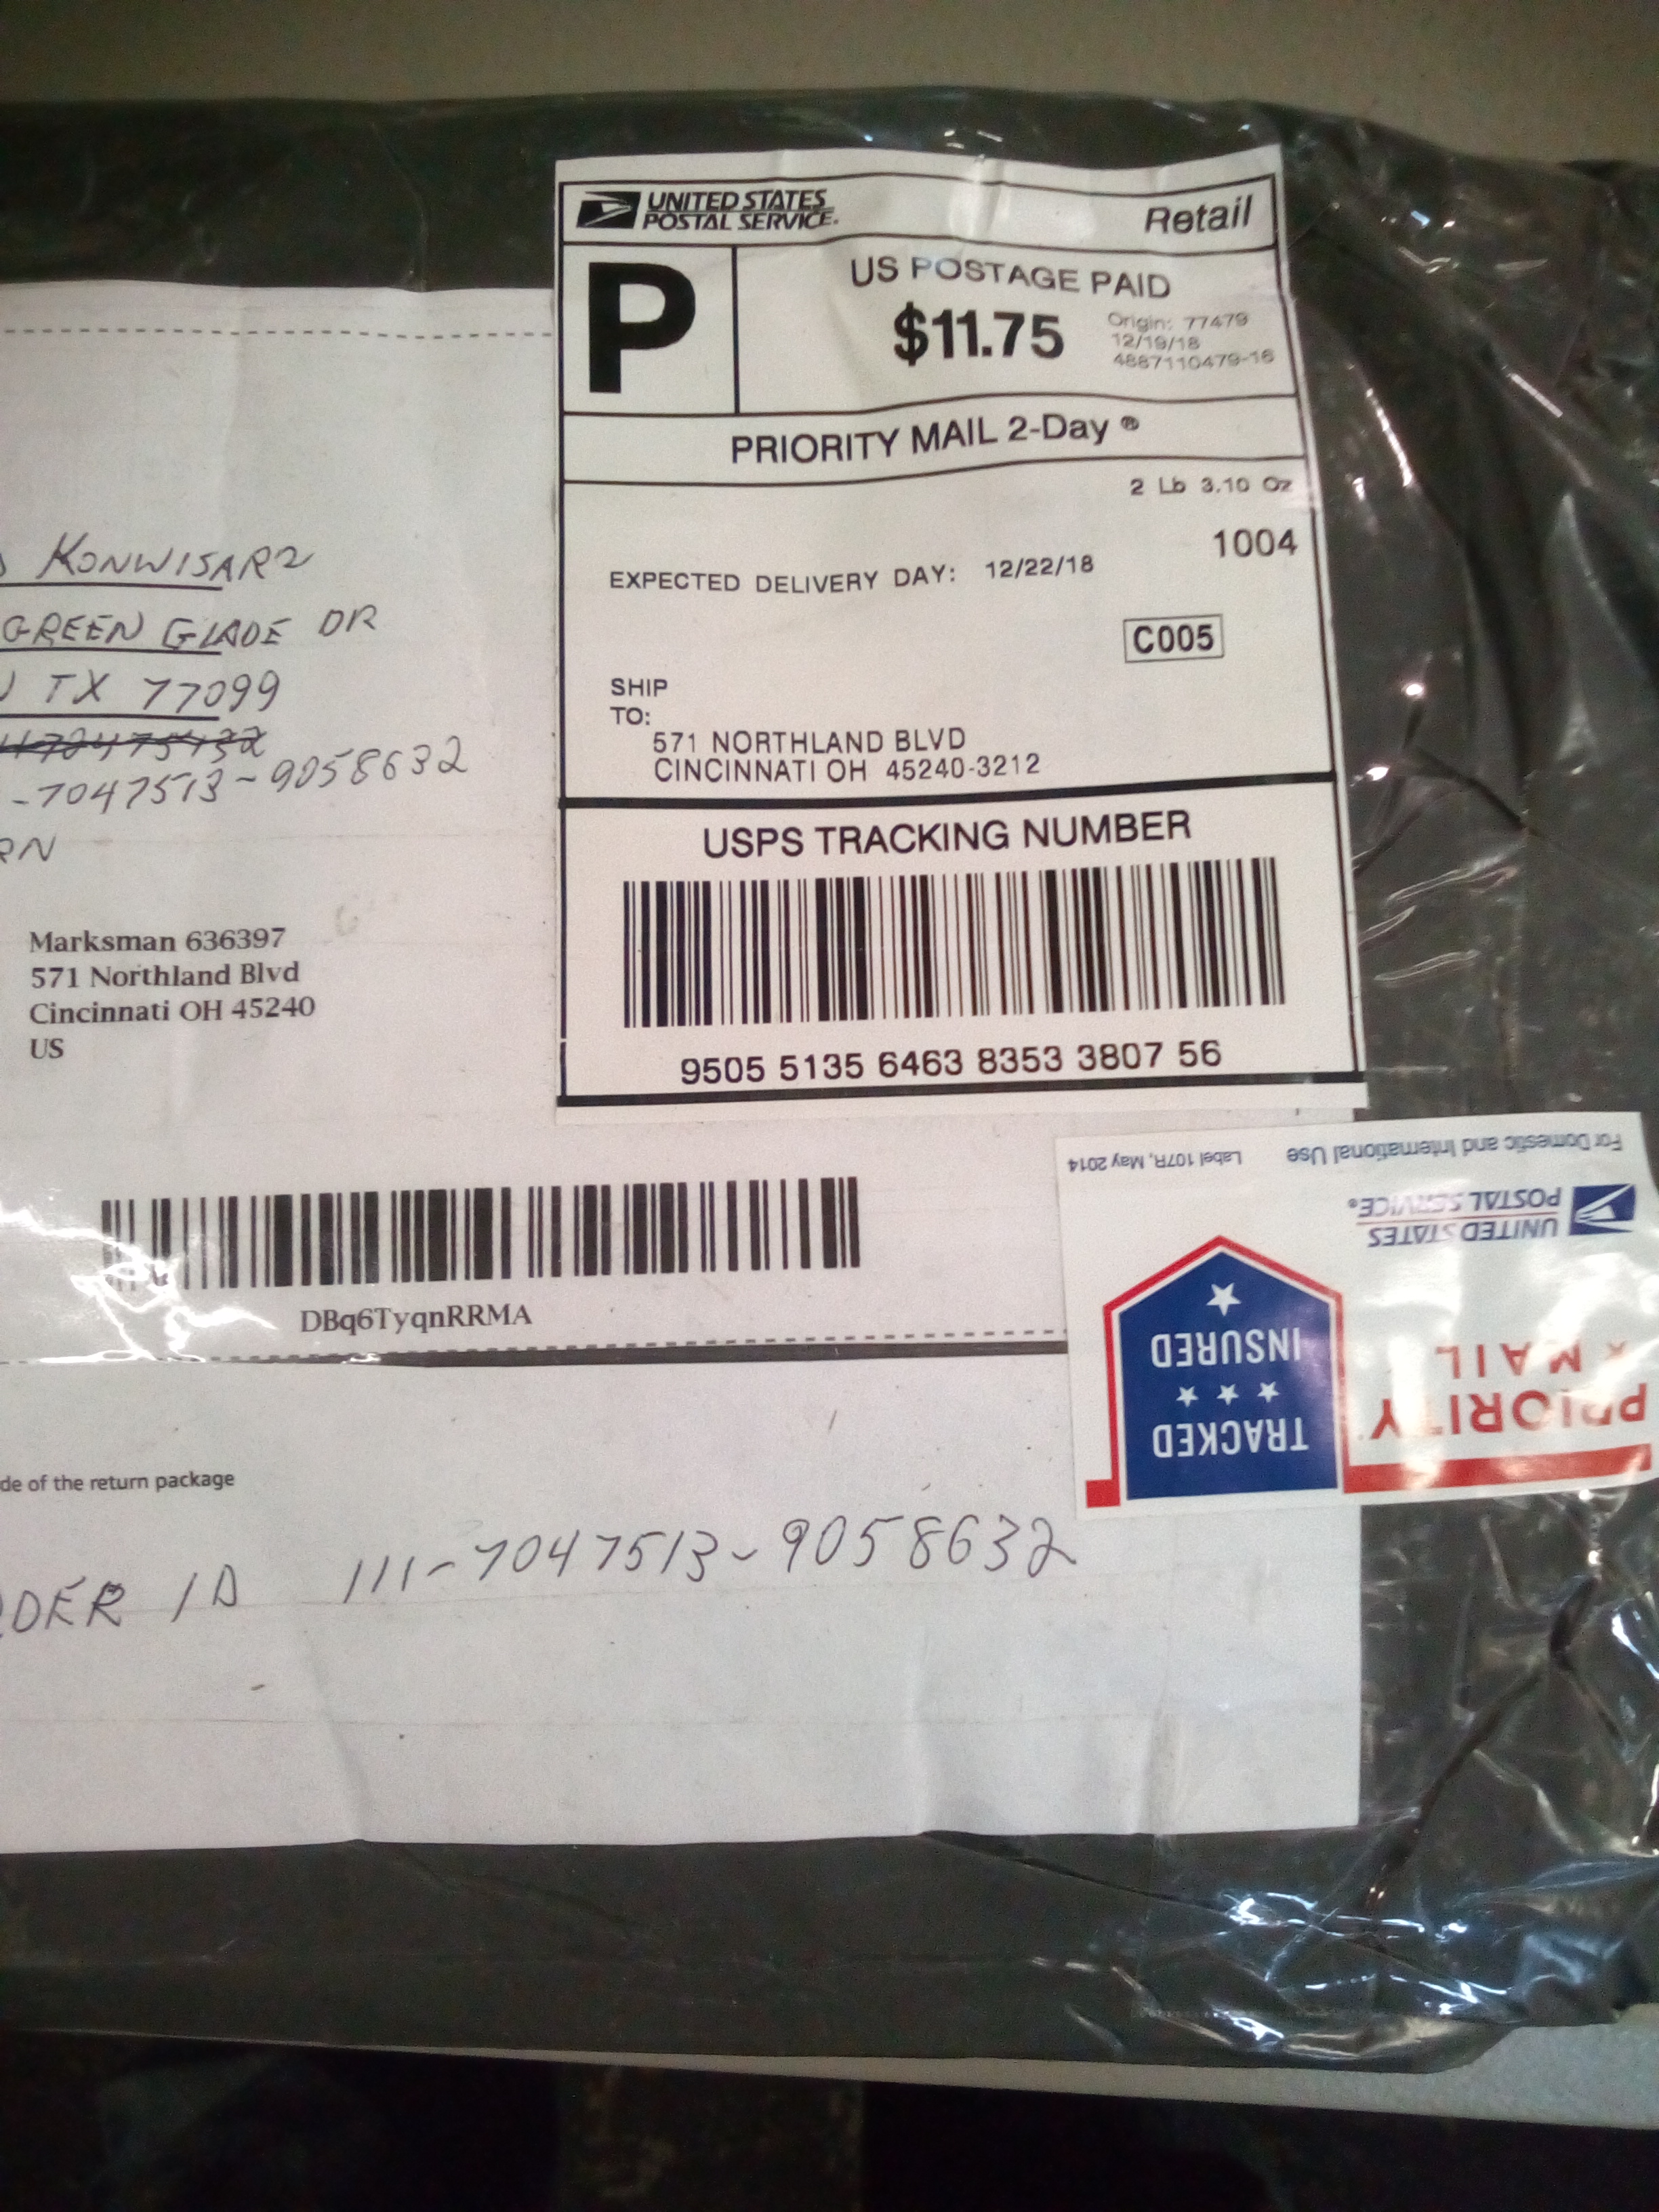 UNITED STATES
POSTAL SERVICE.
Retail
P
US POSTAGE PAID
$11.75
Origin: 77479
12/19/18
4887110479-16
PRIORITY MAIL 2-Day ®
2 Lb 3.10 Oz
1004
EXPECTED DELIVERY DAY: 12/22/18
C005
SHIP
TO:
571 NORTHLAND BLVD
CINCINNATI OH 45240-3212
USPS TRACKING NUMBER
9505 5135 6463 8353 3807 56
KONWISARZ
GREEN GLADE DR
TX 77099
-7047513-9058632
RN
Marksman 636397
571 Northland Blvd
Cincinnati OH 45240
US
DBq6TyqnRRMA
For Domestic and International Use
Label 107R, May 2014
UNITED STATES
POSTAL SERVICE®
PRIORITY
MAIL
TRACKED
INSURED
de of the return package
DER ID 111-7047513-9058632